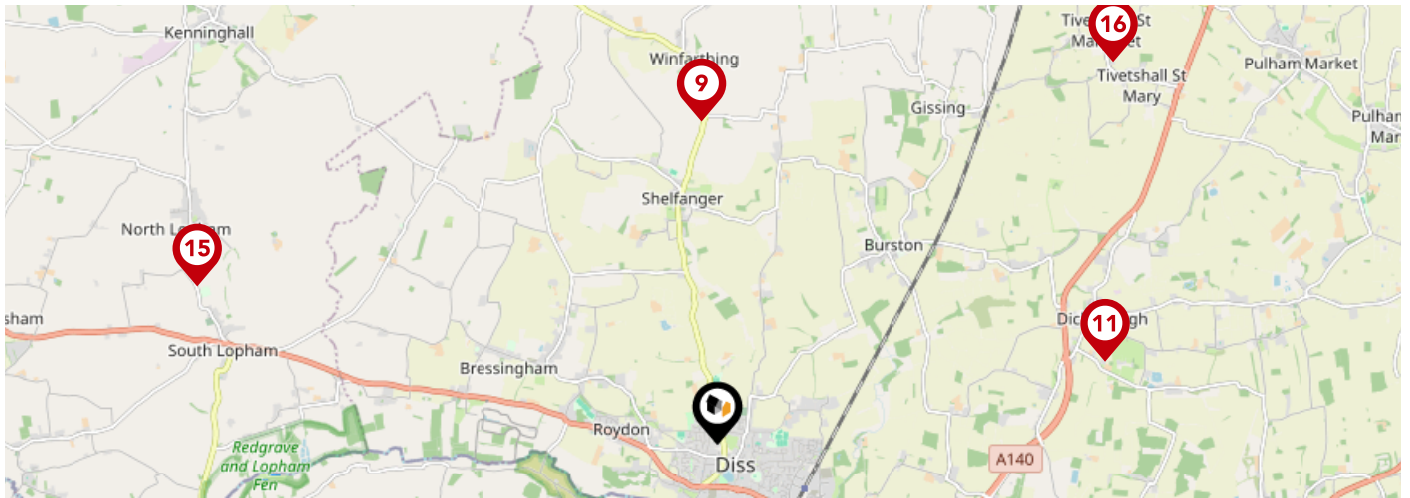 Kenninghall
16
Winfarthing
9
Pulham Market
Tivetshall St
Mary
Gissing
Shelfanger
North Lopham
15
Burston
sham
11
South Lopham
Bressingham
Roydon
Redgrave
and Lopham
Fen
Diss
A140